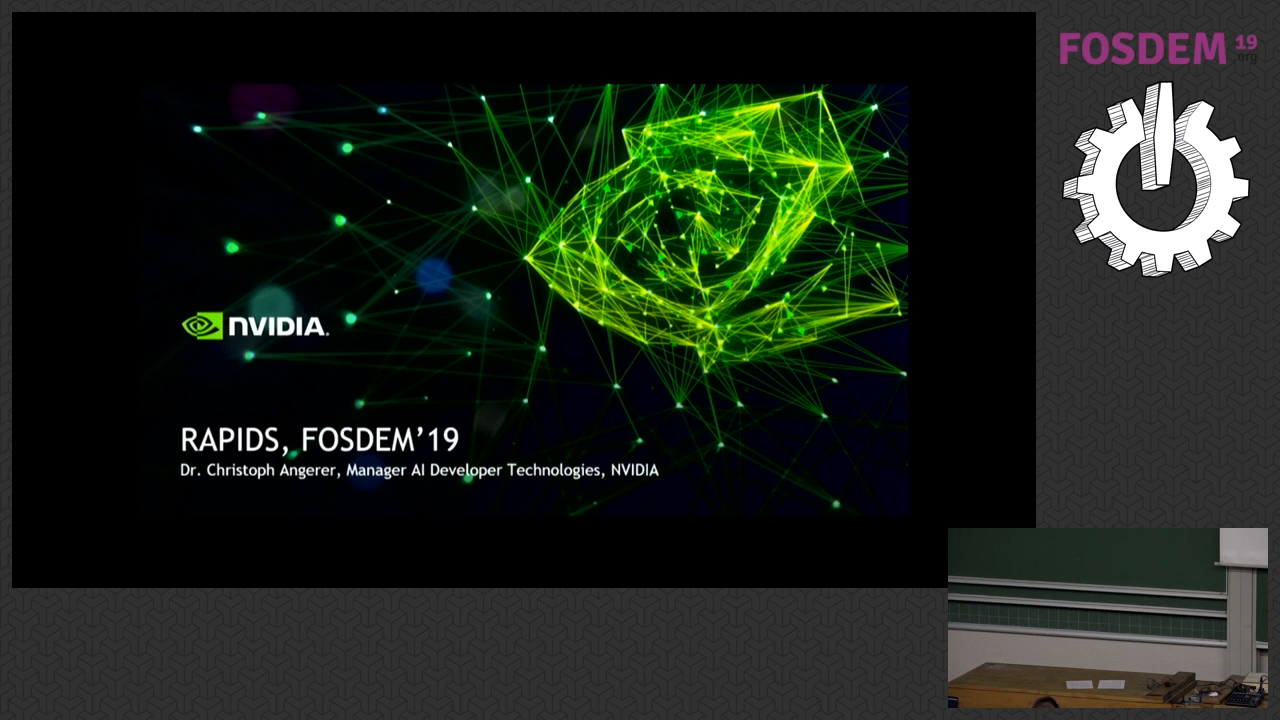 FOSDEM 19
.org
NVIDIA.
RAPIDS, FOSDEM'19
Dr. Christoph Angerer, Manager AI Developer Technologies, NVIDIA